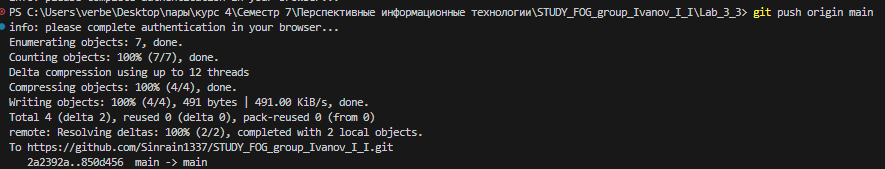 PS C:\Users\verbe\Desktop\пары\курс 4\Семестр 7\Перспективные информационные технологии\STUDY_FOG_group_Ivanov_I_I\Lab_3_3> git push origin main
info: please complete authentication in your browser...
Enumerating objects: 7, done.
Counting objects: 100% (7/7), done.
Delta compression using up to 12 threads
Compressing objects: 100% (4/4), done.
Writing objects: 100% (4/4), 491 bytes | 491.00 KiB/s, done.
Total 4 (delta 2), reused 0 (delta 0), pack-reused 0 (from 0)
remote: Resolving deltas: 100% (2/2), completed with 2 local objects.
To https://github.com/Sinrain1337/STUDY_FOG_group_Ivanov_I_I.git
   2a2392a..850d456  main -> main